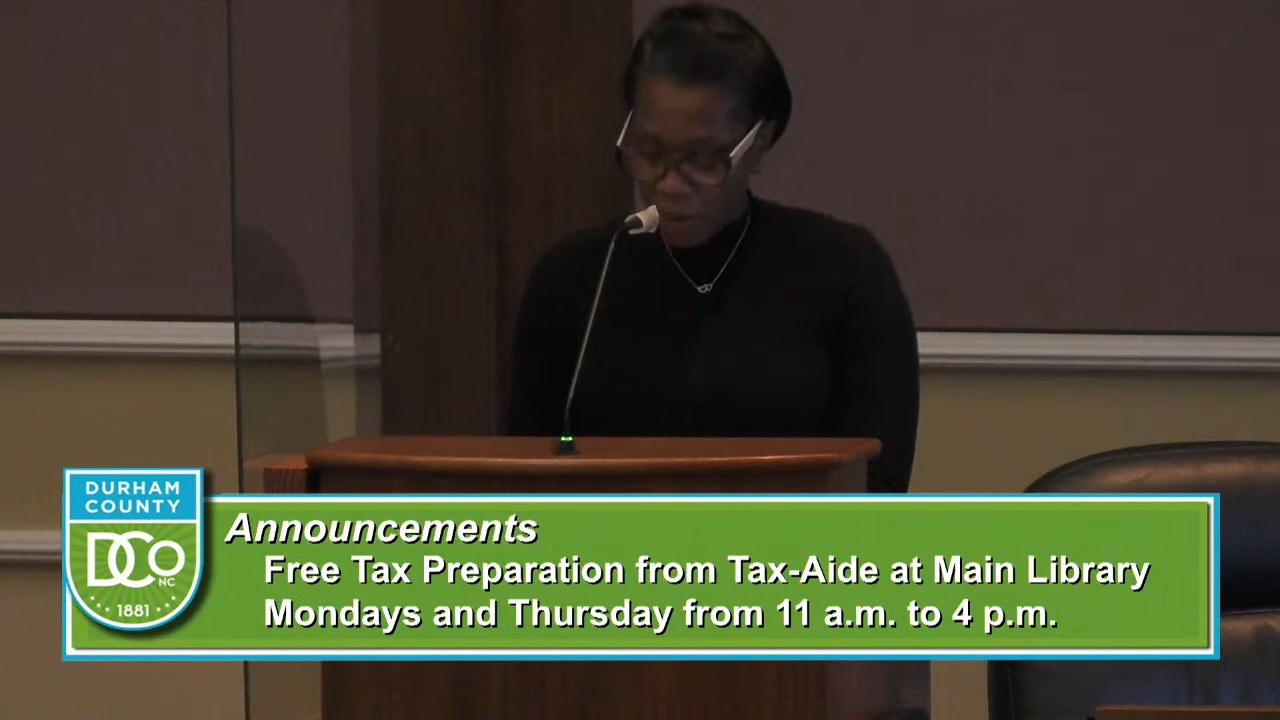 DURHAM
COUNTY
DCo
NC
1881
Announcements
Free Tax Preparation from Tax-Aide at Main Library
Mondays and Thursday from 11 a.m. to 4 p.m.